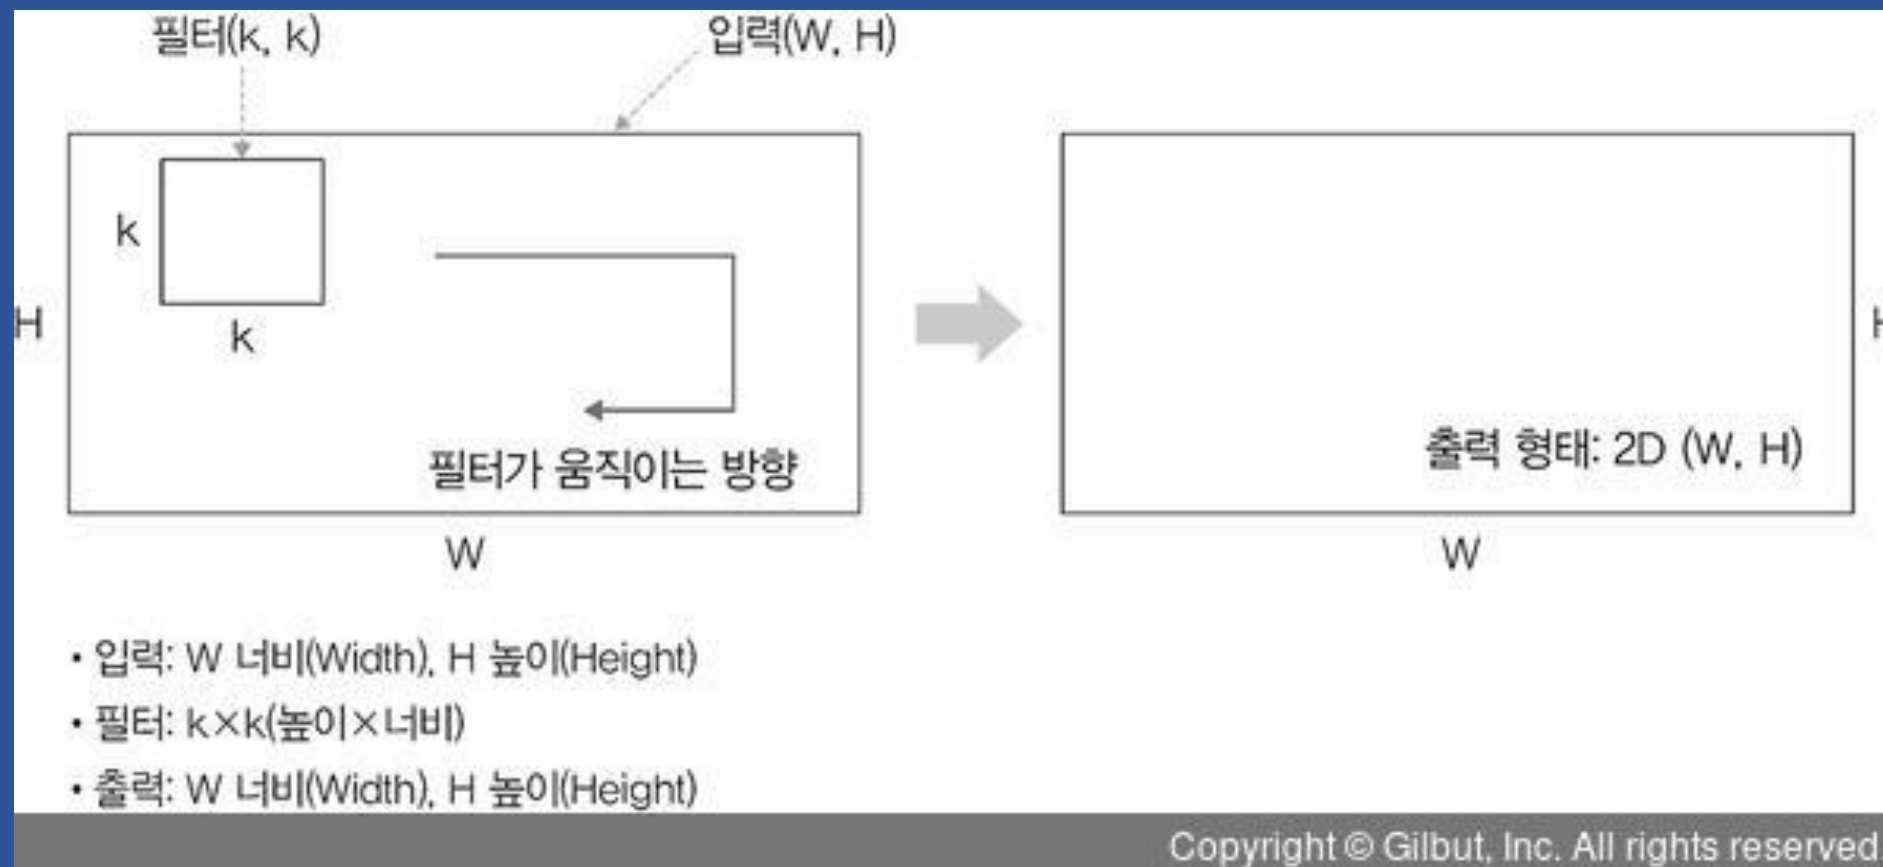 필터(k, k)
입력(W, H)
k
k
H
필터가 움직이는 방향
W
출력 형태: 2D (W, H)
W
• 입력: W 너비(Width), H 높이(Height)
• 필터: k×k(높이×너비)
• 출력: W 너비(Width), H 높이(Height)
Copyright © Gilbut, Inc. All rights reserved